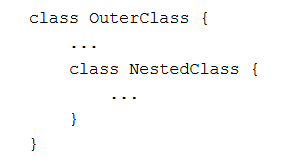 class OuterClass {
    ...
    class NestedClass {
        ...
    }
}